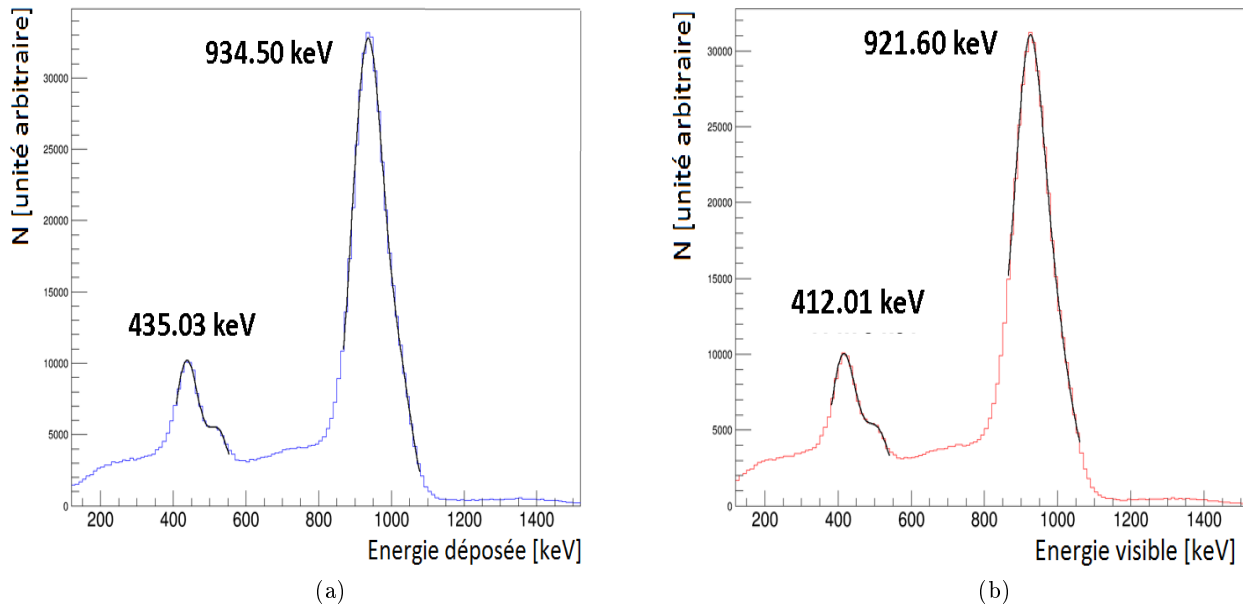 934.50 keV
435.03 keV
N [unité arbitraire]
30000
25000
20000
15000
10000
5000
0
200 400 600 800 1000 1200 1400
Energie déposée [keV]
(a)
921.60 keV
412.01 keV
N [unité arbitraire]
30000
25000
20000
15000
10000
5000
0
200 400 600 800 1000 1200 1400
Energie visible [keV]
(b)